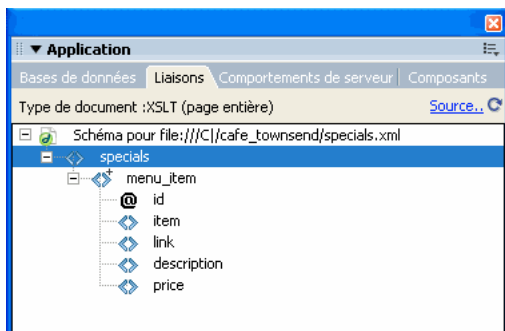 Application
Bases de données Liaisons Comportements de serveur Composants
Type de document :XSLT (page entière) Source..
Schéma pour file:///C|/cafe_townsend/specials.xml
specials
menu_item
@ id
item
link
description
price